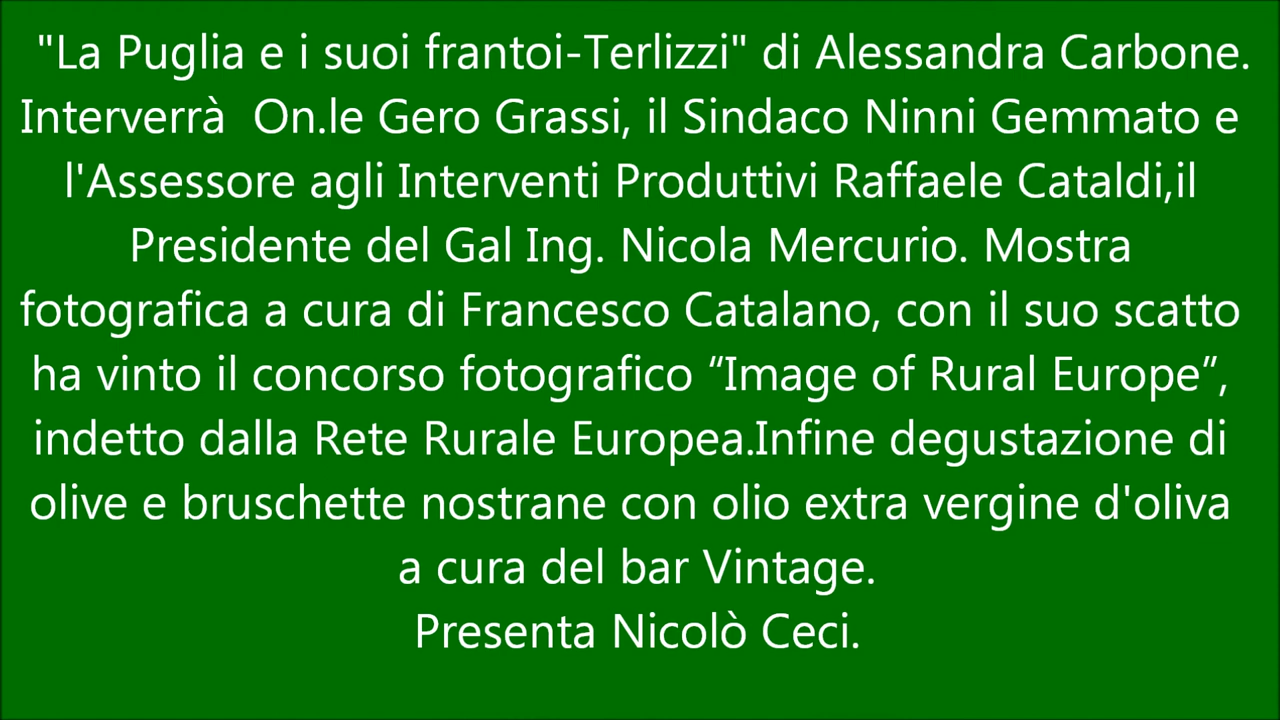 "La Puglia e i suoi frantoi-Terlizzi" di Alessandra Carbone.
Interverrà  On.le Gero Grassi, il Sindaco Ninni Gemmato e
l'Assessore agli Interventi Produttivi Raffaele Cataldi,il
Presidente del Gal Ing. Nicola Mercurio. Mostra
fotografica a cura di Francesco Catalano, con il suo scatto
ha vinto il concorso fotografico “Image of Rural Europe”,
indetto dalla Rete Rurale Europea.Infine degustazione di
olive e bruschette nostrane con olio extra vergine d'oliva
a cura del bar Vintage.
Presenta Nicolò Ceci.